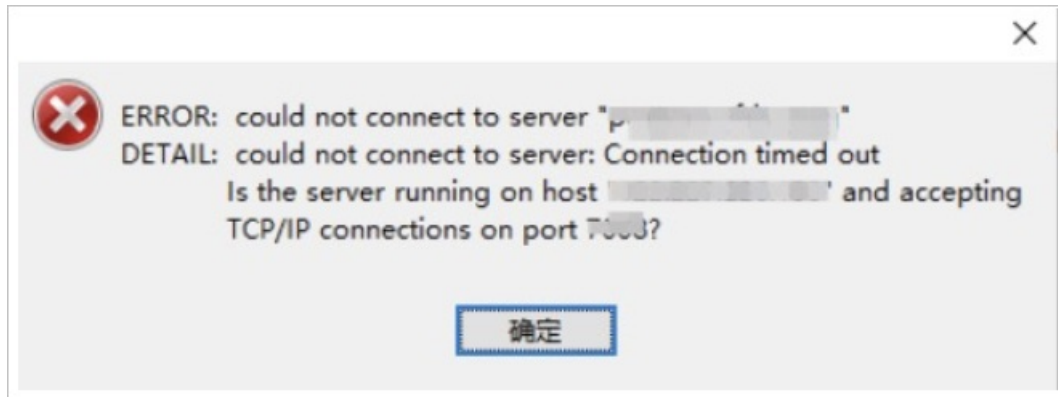 ERROR: could not connect to server "p"
DETAIL: could not connect to server: Connection timed out
Is the server running on host ' ' and accepting
TCP/IP connections on port ?
确定